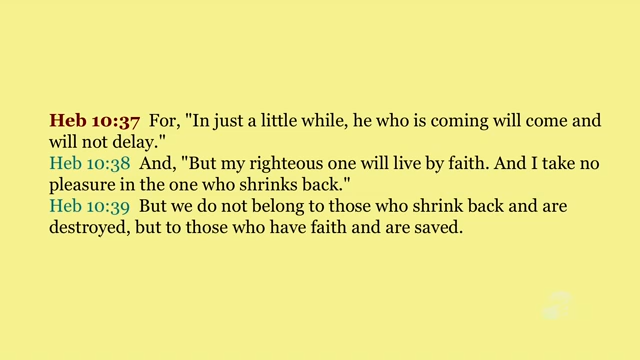 Heb 10:37 For, "In just a little while, he who is coming will come and
will not delay."
Heb 10:38 And, "But my righteous one will live by faith. And I take no
pleasure in the one who shrinks back."
Heb 10:39 But we do not belong to those who shrink back and are
destroyed, but to those who have faith and are saved.